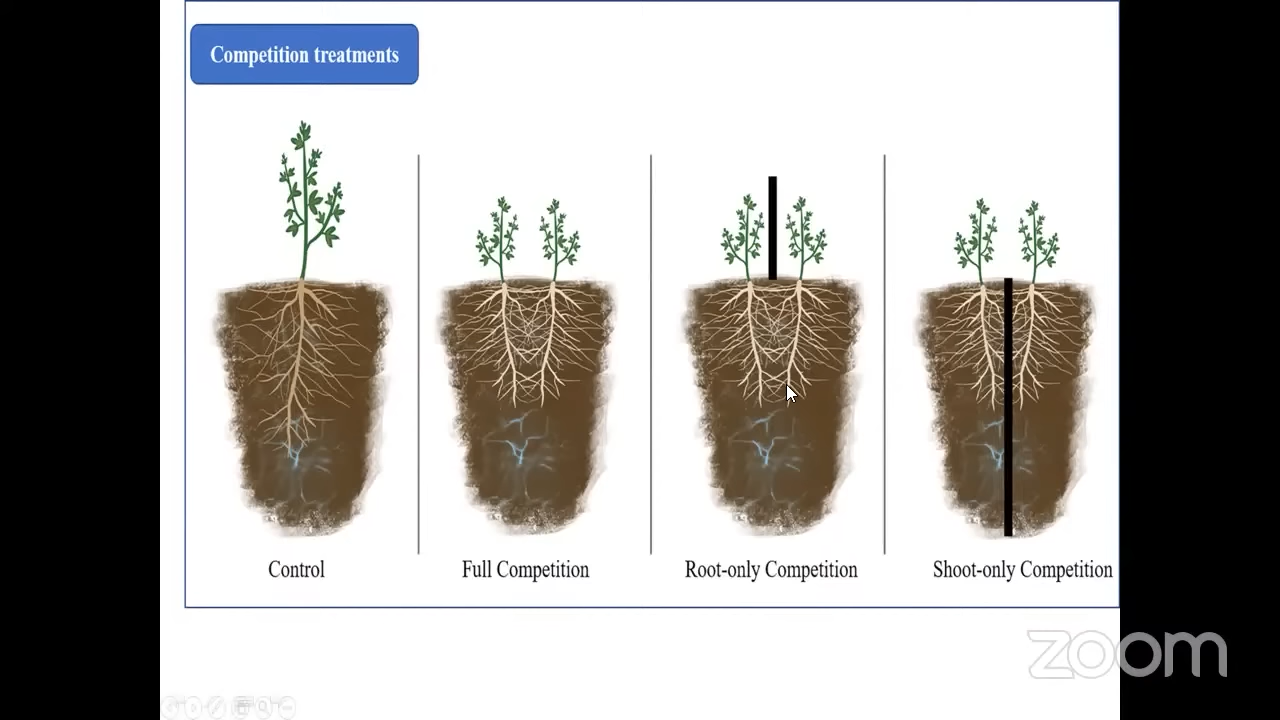 Competition treatments
Control
Full Competition
Root-only Competition
Shoot-only Competition
zoom